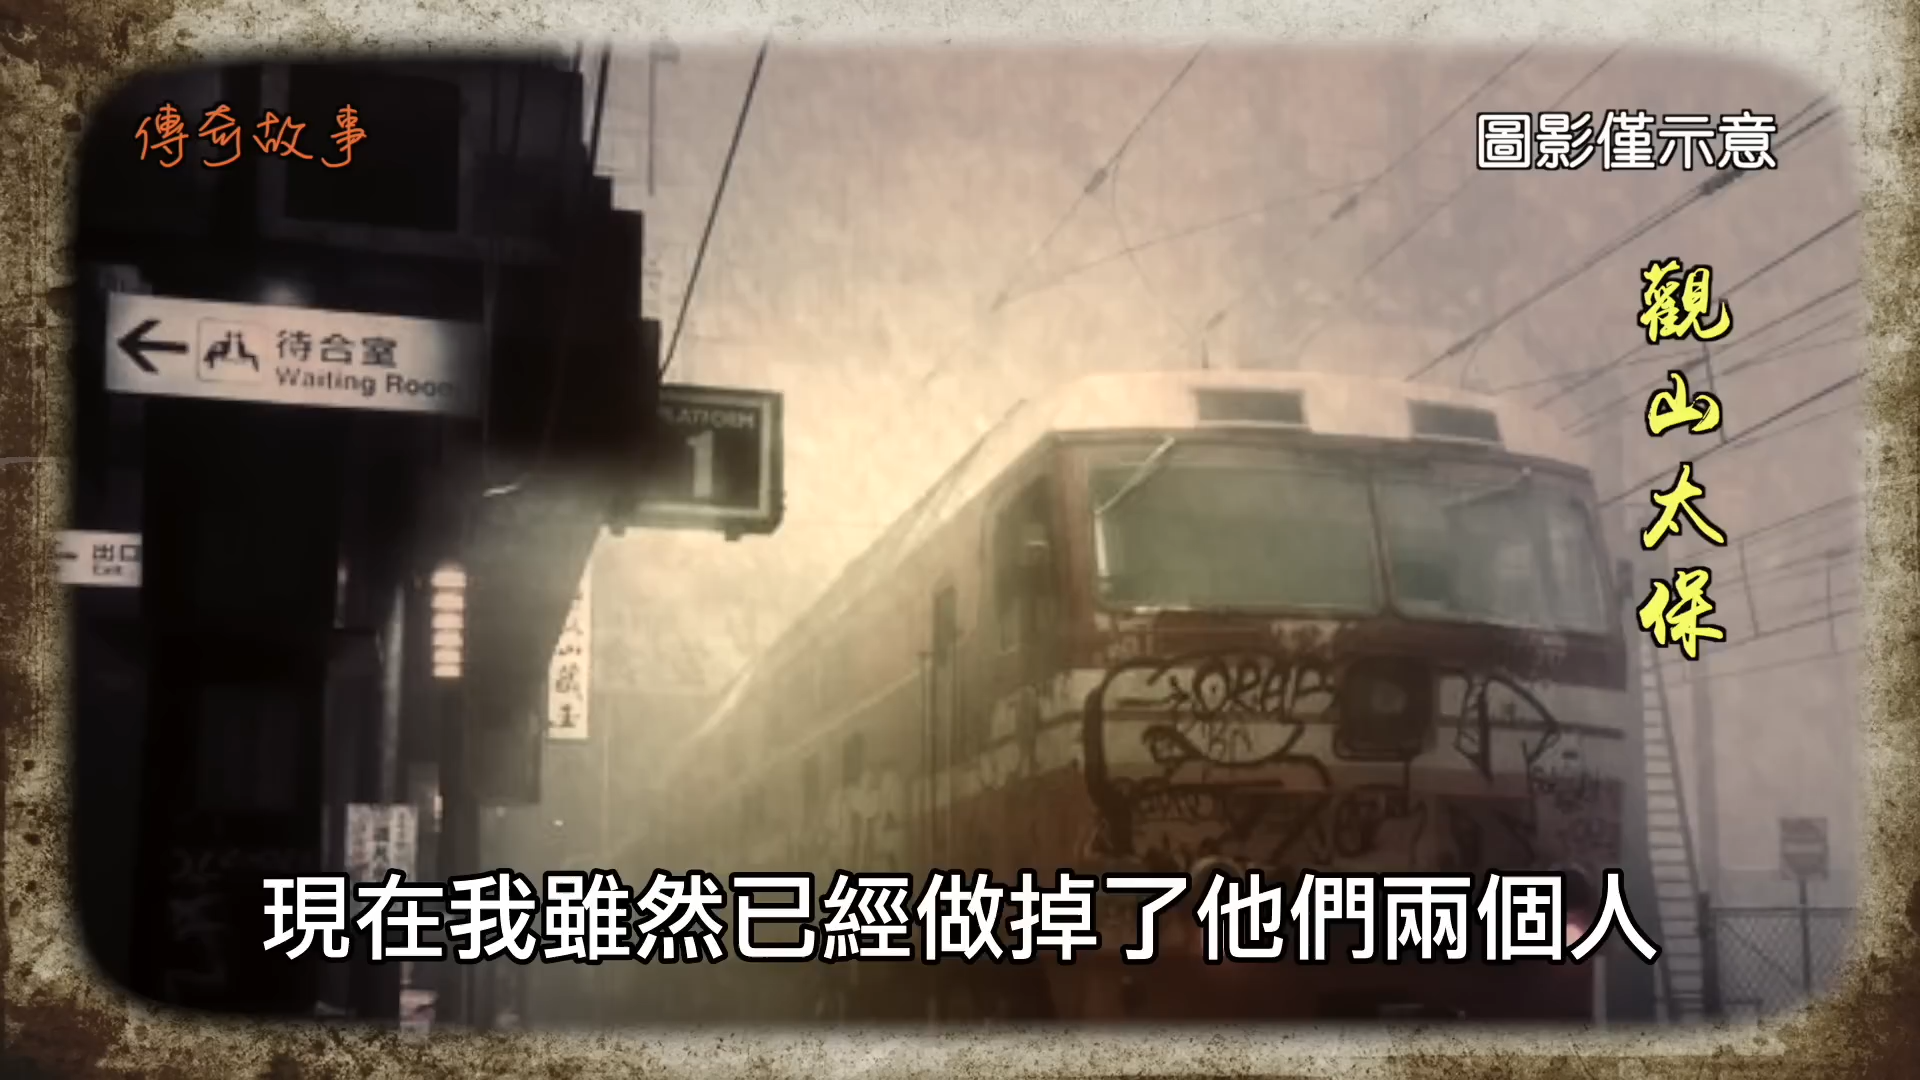 傳奇故事
圖影僅示意
觀山太保
待合室
Waiting Room
PLATFORM
1
出口
Exit
現在我雖然已經做掉了他們兩個人